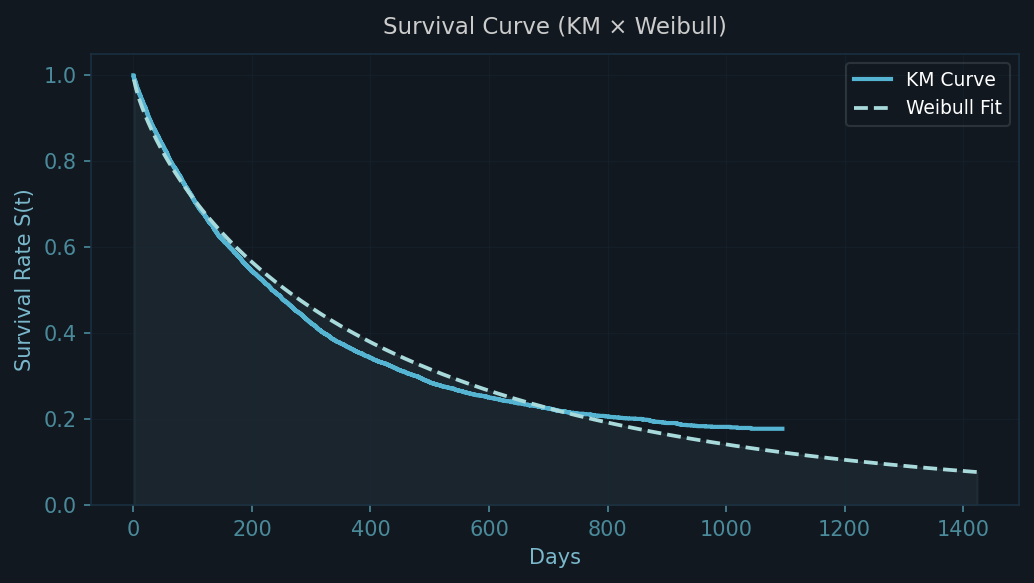 Survival Curve (KM × Weibull)
KM Curve
Weibull Fit
Survival Rate S(t)
1.0
0.8
0.6
0.4
0.2
0.0
0 200 400 600 800 1000 1200 1400
Days